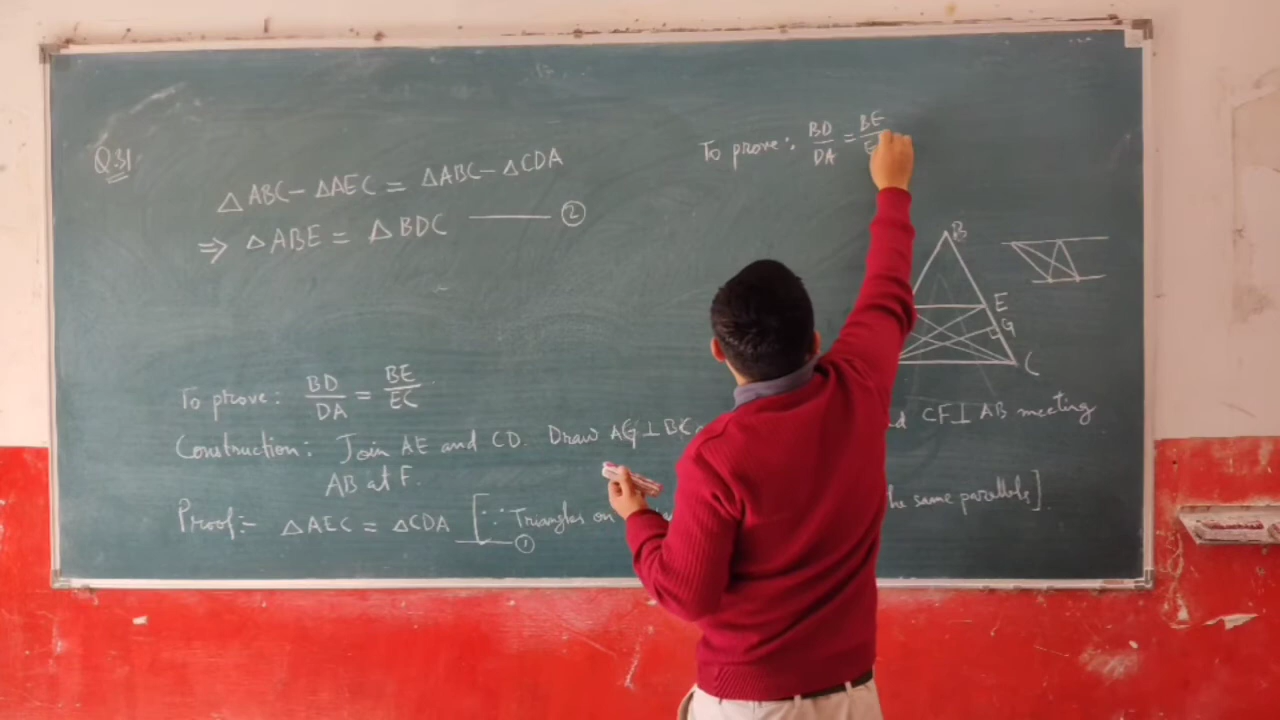 Q.31
△ABC - △AEC = △ABC - △CDA
⇒ △ABE = △BDC ——— ②
To prove: BD/DA = BE/EC
Construction: Join AE and CD. Draw AG ⊥ BC CF ⊥ AB meeting
AB at F.
Proof:- △AEC = △CDA [∵ Triangles on same parallels].
——— ①
To prove: BD/DA = BE/
B
E
G
C